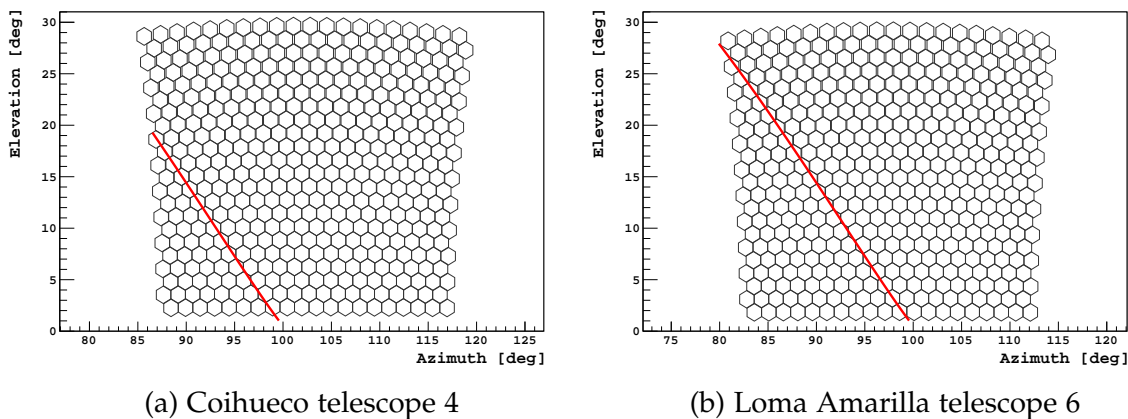 Elevation [deg]
30
25
20
15
10
5
0
80 85 90 95 100 105 110 115 120 125
Azimuth [deg]
(a) Coihueco telescope 4
Elevation [deg]
30
25
20
15
10
5
0
75 80 85 90 95 100 105 110 115 120
Azimuth [deg]
(b) Loma Amarilla telescope 6